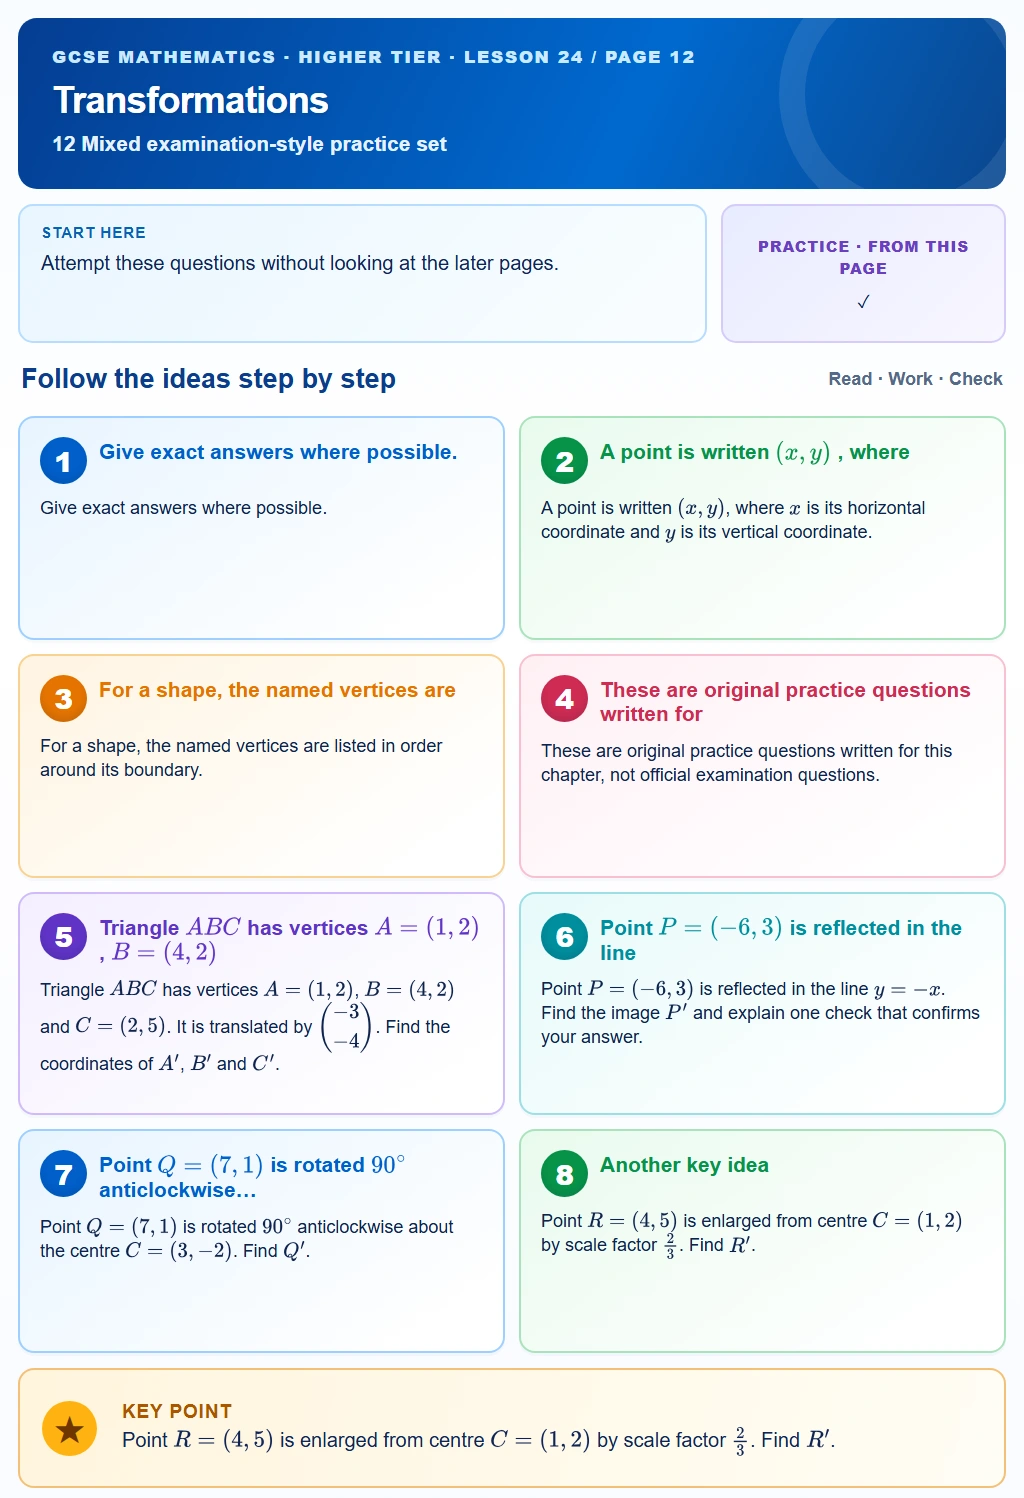 GCSE MATHEMATICS · HIGHER TIER · LESSON 24 / PAGE 12
Transformations
12 Mixed examination-style practice set
START HERE
Attempt these questions without looking at the later pages.
PRACTICE · FROM THIS
PAGE
✓
Follow the ideas step by step
Read · Work · Check
1
Give exact answers where possible.
Give exact answers where possible.
2
A point is written (x, y) , where
A point is written (x, y), where x is its horizontal
coordinate and y is its vertical coordinate.
3
For a shape, the named vertices are
For a shape, the named vertices are listed in order
around its boundary.
4
These are original practice questions
written for
These are original practice questions written for this
chapter, not official examination questions.
5
Triangle ABC has vertices A = (1, 2)
, B = (4, 2)
Triangle ABC has vertices A = (1, 2), B = (4, 2)
and C = (2, 5). It is translated by (−3 −4). Find the
coordinates of A′, B′ and C′.
6
Point P = (−6, 3) is reflected in the
line
Point P = (−6, 3) is reflected in the line y = −x.
Find the image P′ and explain one check that confirms
your answer.
7
Point Q = (7, 1) is rotated 90°
anticlockwise…
Point Q = (7, 1) is rotated 90° anticlockwise about
the centre C = (3, −2). Find Q′.
8
Another key idea
Point R = (4, 5) is enlarged from centre C = (1, 2)
by scale factor 2/3. Find R′.
KEY POINT
Point R = (4, 5) is enlarged from centre C = (1, 2) by scale factor 2/3. Find R′.